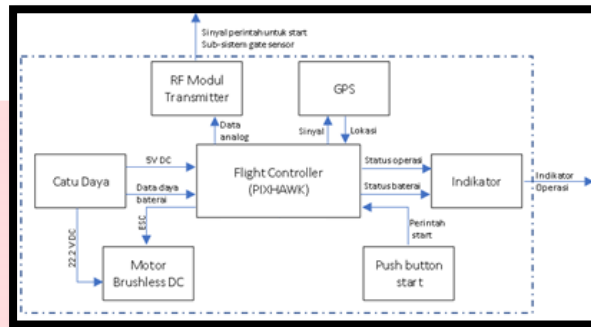 Sinyal perintah untuk start
Sub-sistem gate sensor
RF Modul
Transmitter
GPS
Data
analog
Sinyal
Lokasi
Catu Daya
5V DC
Data daya
baterai
Flight Controller
(PIXHAWK)
Status operasi
Status baterai
Indikator
Indikator
Operasi
22.2 V DC
ESC
Motor
Brushless DC
Perintah
start
Push button
start